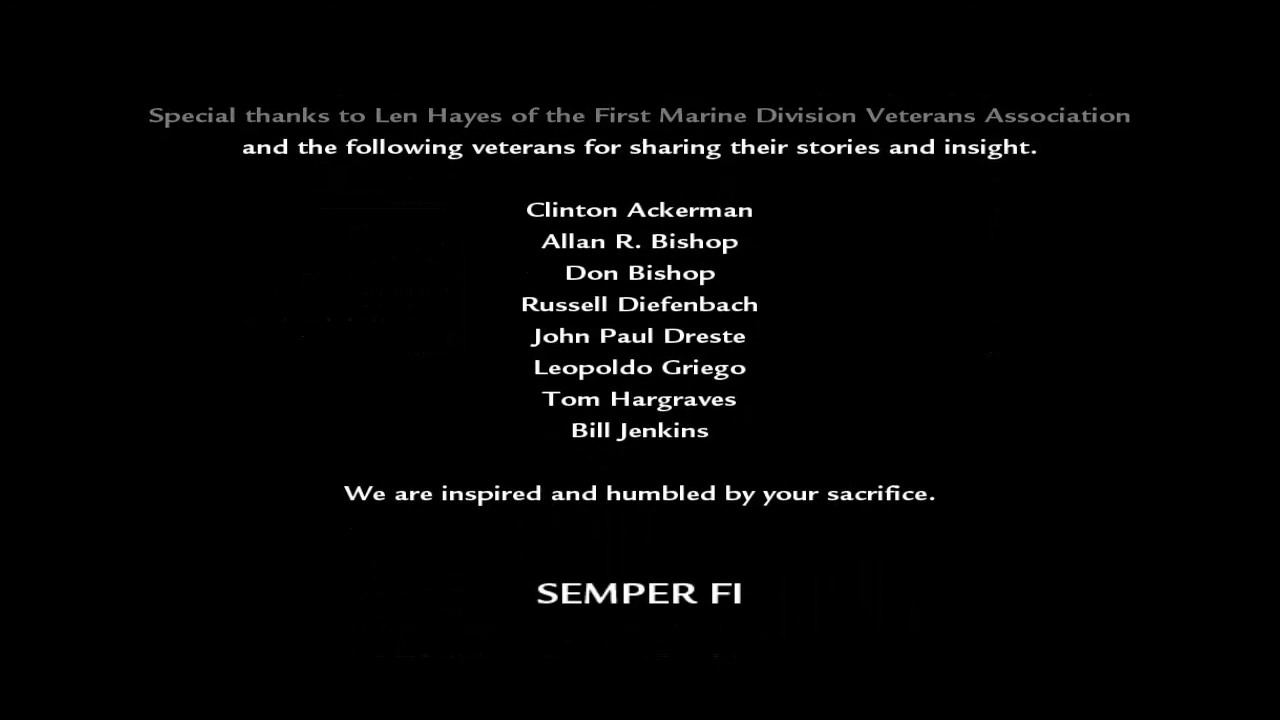 Special thanks to Len Hayes of the First Marine Division Veterans Association
and the following veterans for sharing their stories and insight.
Clinton Ackerman
Allan R. Bishop
Don Bishop
Russell Diefenbach
John Paul Dreste
Leopoldo Griego
Tom Hargraves
Bill Jenkins
We are inspired and humbled by your sacrifice.
SEMPER FI